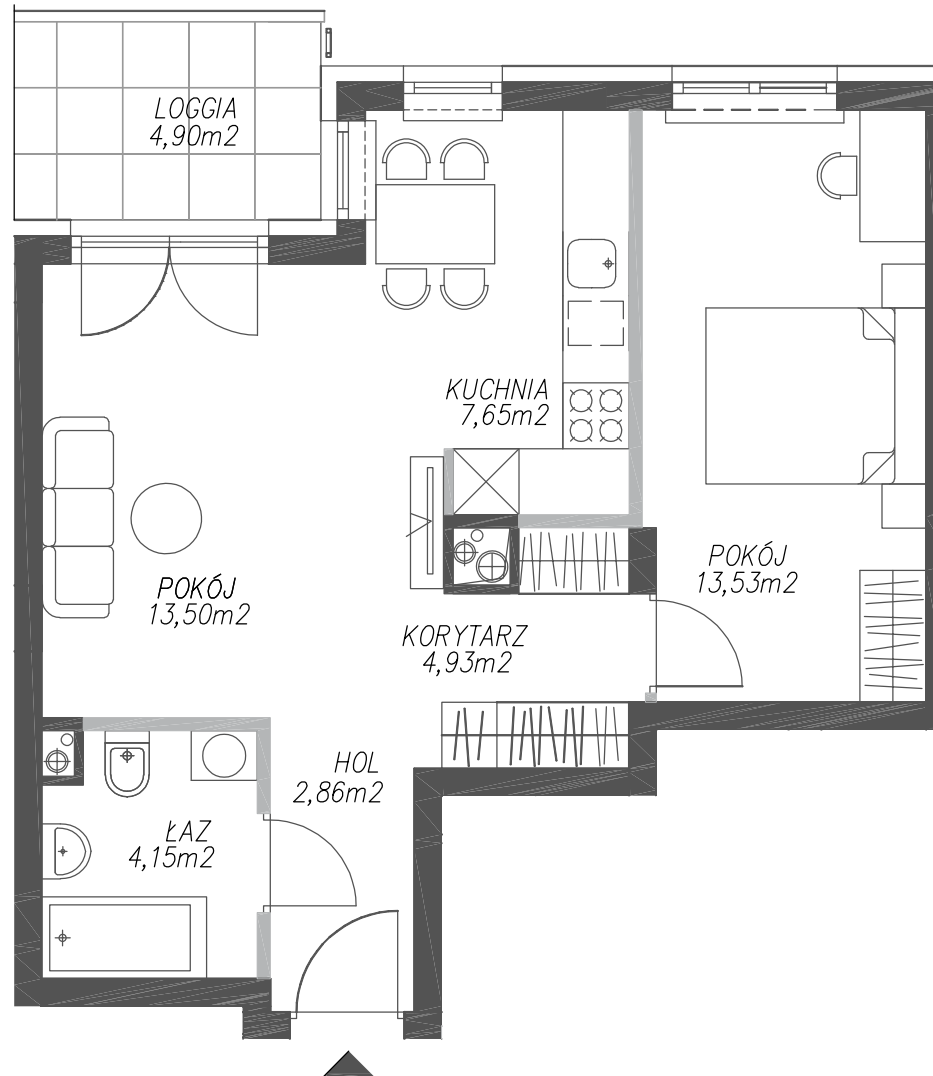 LOGGIA
4,90m2
KUCHNIA
7,65m2
POKÓJ
13,50m2
POKÓJ
13,53m2
KORYTARZ
4,93m2
HOL
2,86m2
ŁAZ
4,15m2